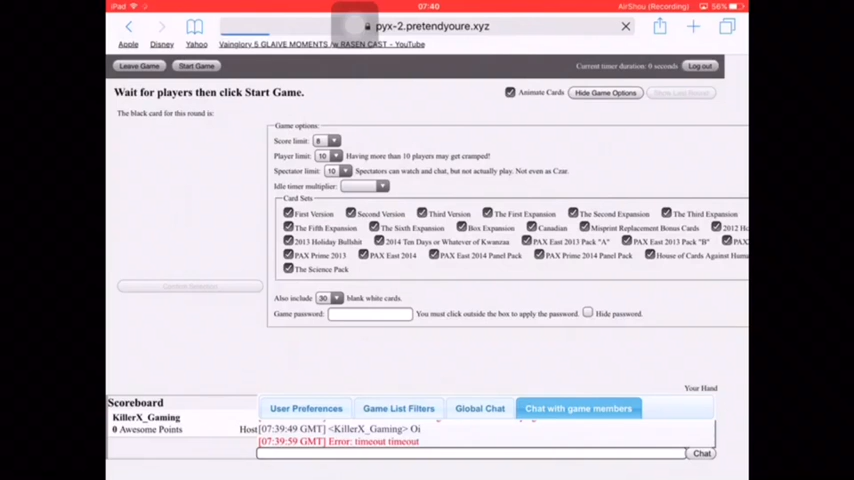 iPad 07:40 AirShou (Recording) 56%
pyx-2.pretendyoure.xyz
Apple Disney Yahoo Vainglory 5 GLAIVE MOMENTS /w RASEN CAST - YouTube
Leave Game Start Game Current timer duration: 0 seconds Log out
Wait for players then click Start Game. Animate Cards Hide Game Options Show Last Round
The black card for this round is:
Game options:
Score limit: 8
Player limit: 10 Having more than 10 players may get cramped!
Spectator limit: 10 Spectators can watch and chat, but not actually play. Not even as Czar.
Idle timer multiplier:
Card Sets
First Version Second Version Third Version The First Expansion The Second Expansion The Third Expansion
The Fifth Expansion The Sixth Expansion Box Expansion Canadian Misprint Replacement Bonus Cards 2012 Ho
2013 Holiday Bullshit 2014 Ten Days or Whatever of Kwanzaa PAX East 2013 Pack "A" PAX East 2013 Pack "B" PAX
PAX Prime 2013 PAX East 2014 PAX East 2014 Panel Pack PAX Prime 2014 Panel Pack House of Cards Against Huma
The Science Pack
Confirm Selection
Also include 30 blank white cards.
Game password: You must click outside the box to apply the password. Hide password.
Your Hand
Scoreboard
User Preferences Game List Filters Global Chat Chat with game members
KillerX_Gaming
0 Awesome Points Host
[07:39:49 GMT] <KillerX_Gaming> Oi
[07:39:59 GMT] Error: timeout timeout
Chat